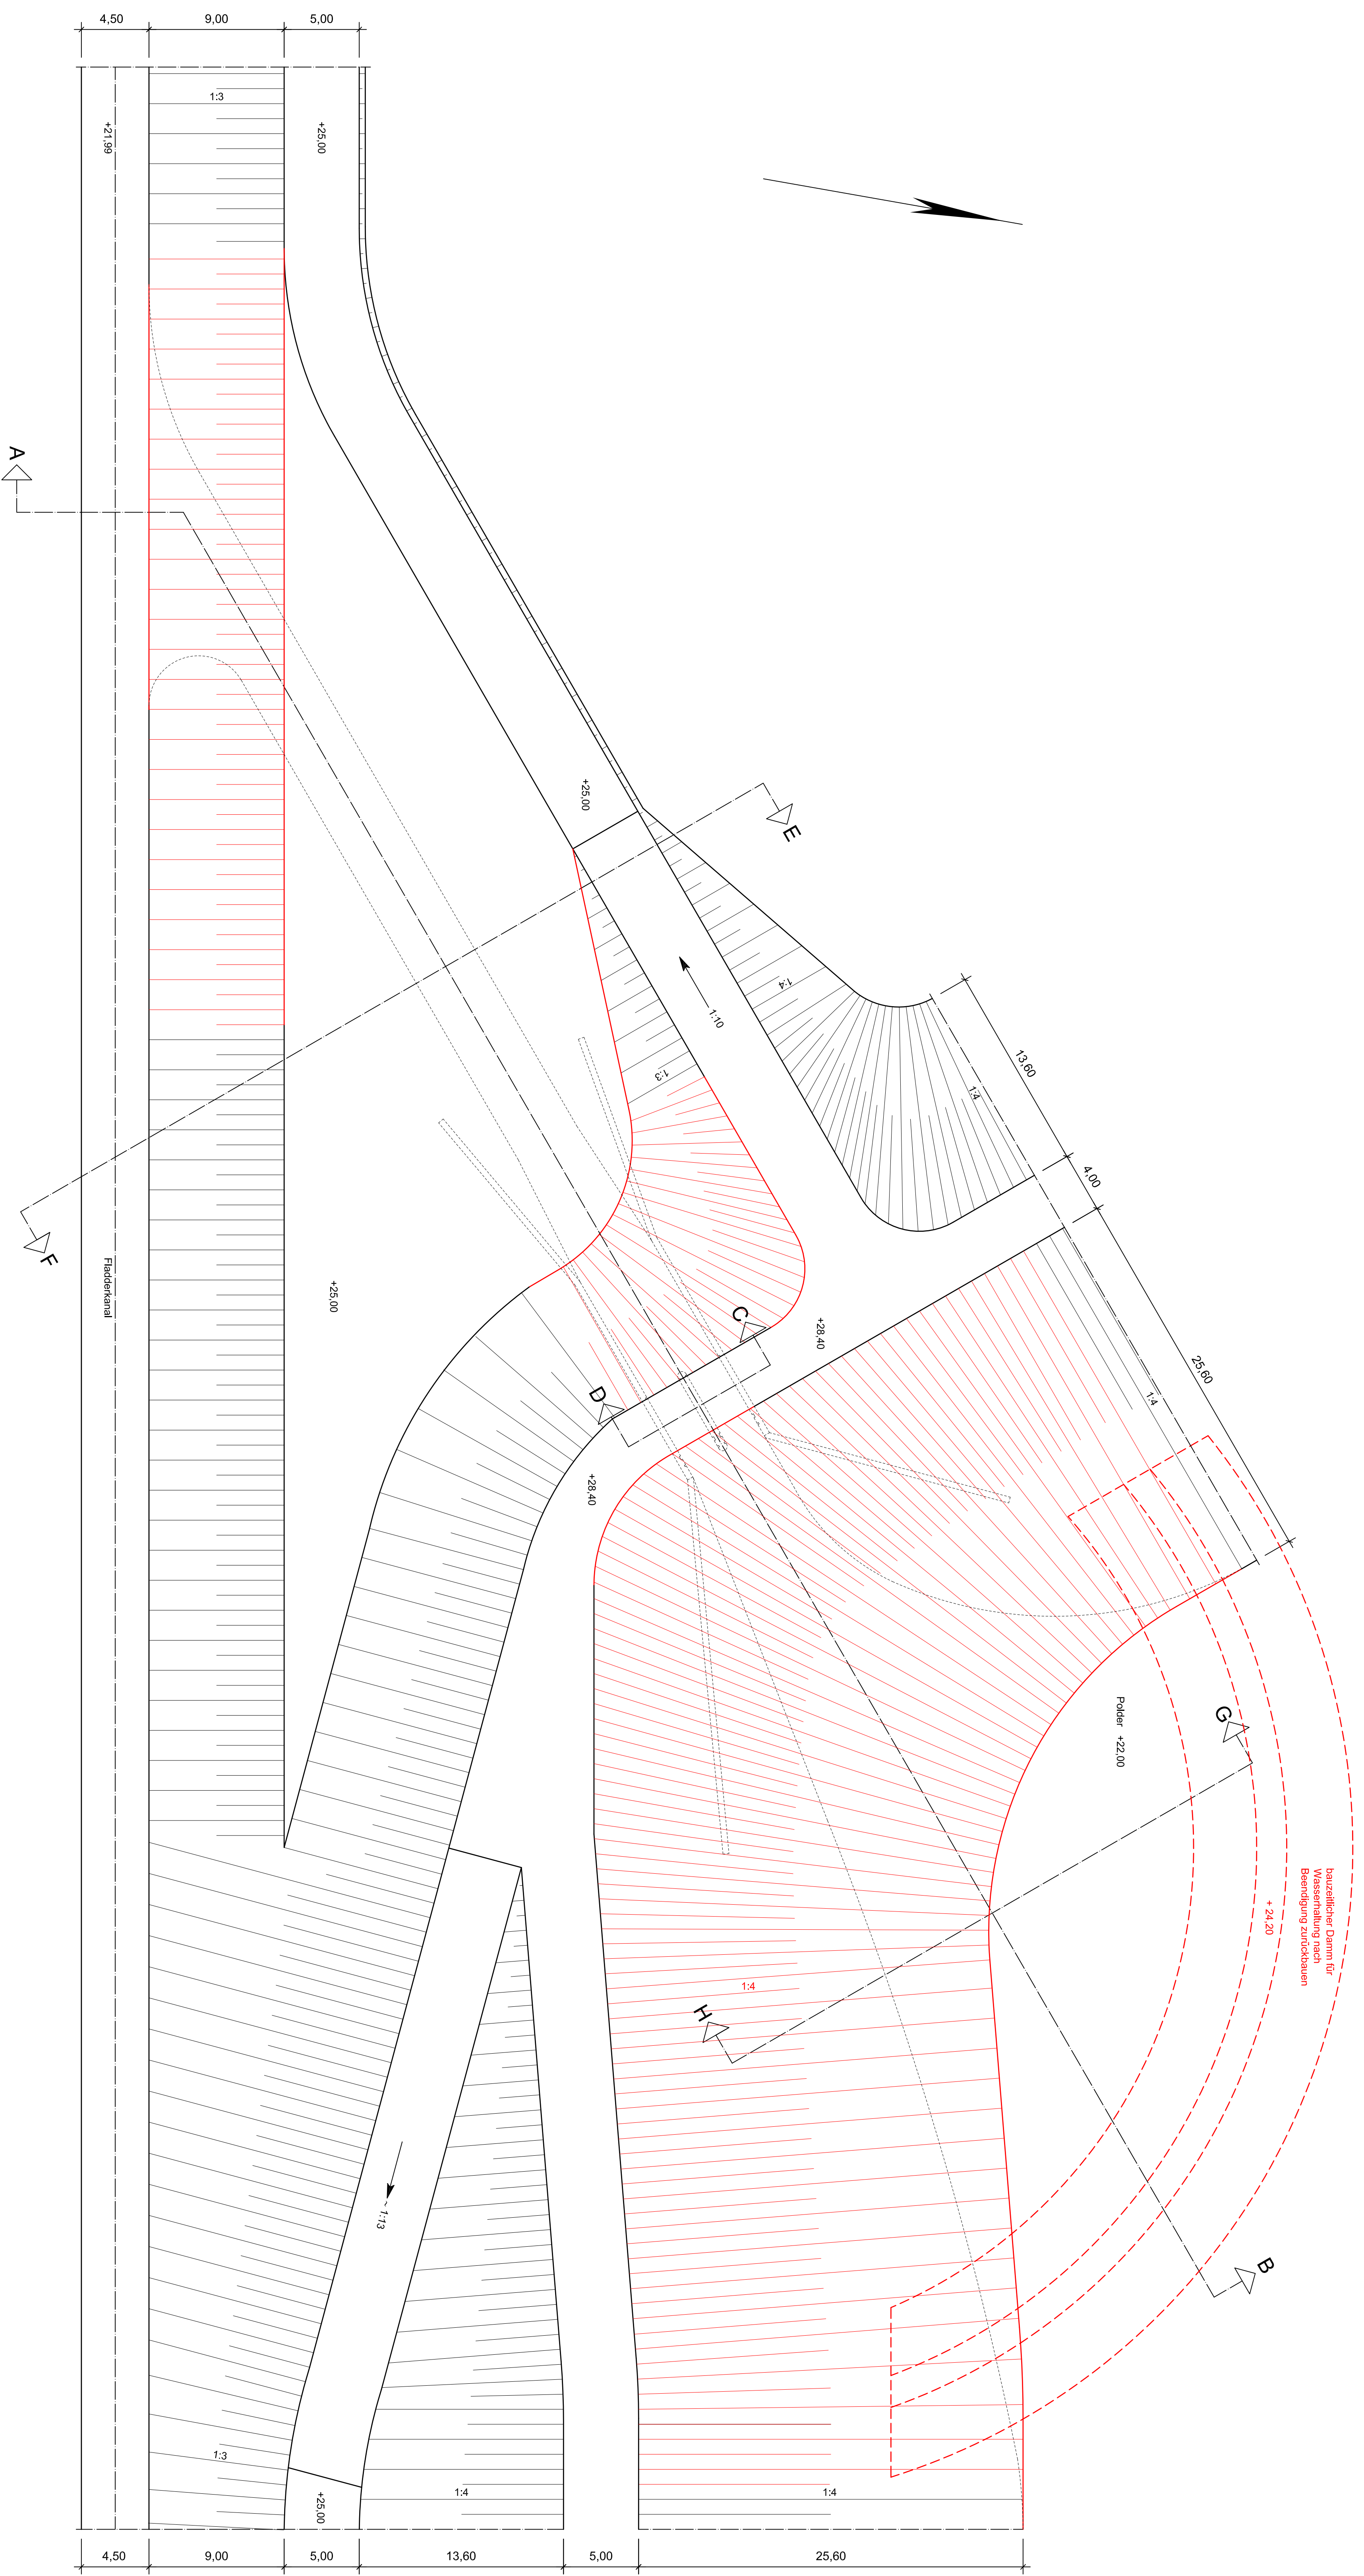 4,50
9,00
5,00
1:3
+21,99
+25,00
A
E
+25,00
1:4
1:10
13,60
1:4
4,00
1:3
F
Fladderkanal
+25,00
C
+28,40
25,60
1:4
D
+28,40
Polder +22,00
G
bauzeitlicher Damm für
Wasserhaltung nach
Beendigung zurückbauen
+ 24,20
1:4
H
~ 1:13
B
1:3
+25,00
1:4
1:4
4,50
9,00
5,00
13,60
5,00
25,60